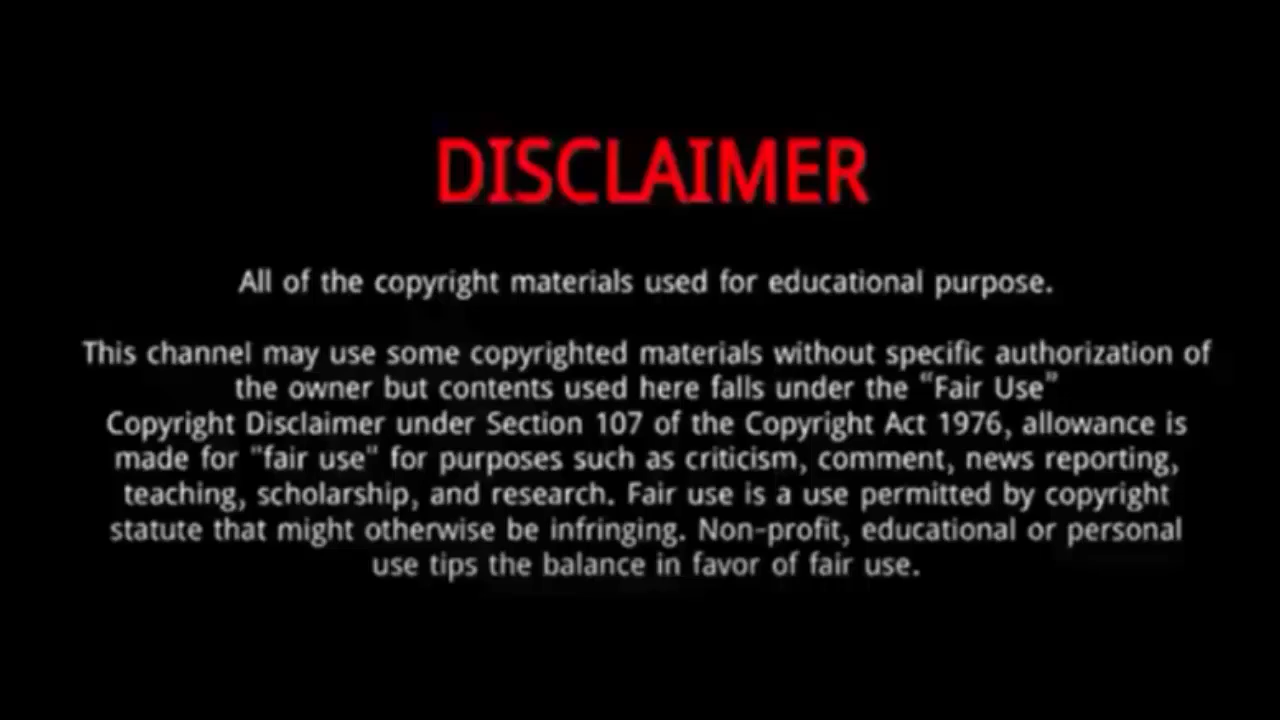 DISCLAIMER
All of the copyright materials used for educational purpose.
This channel may use some copyrighted materials without specific authorization of
the owner but contents used here falls under the “Fair Use”
Copyright Disclaimer under Section 107 of the Copyright Act 1976, allowance is
made for "fair use" for purposes such as criticism, comment, news reporting,
teaching, scholarship, and research. Fair use is a use permitted by copyright
statute that might otherwise be infringing. Non-profit, educational or personal
use tips the balance in favor of fair use.